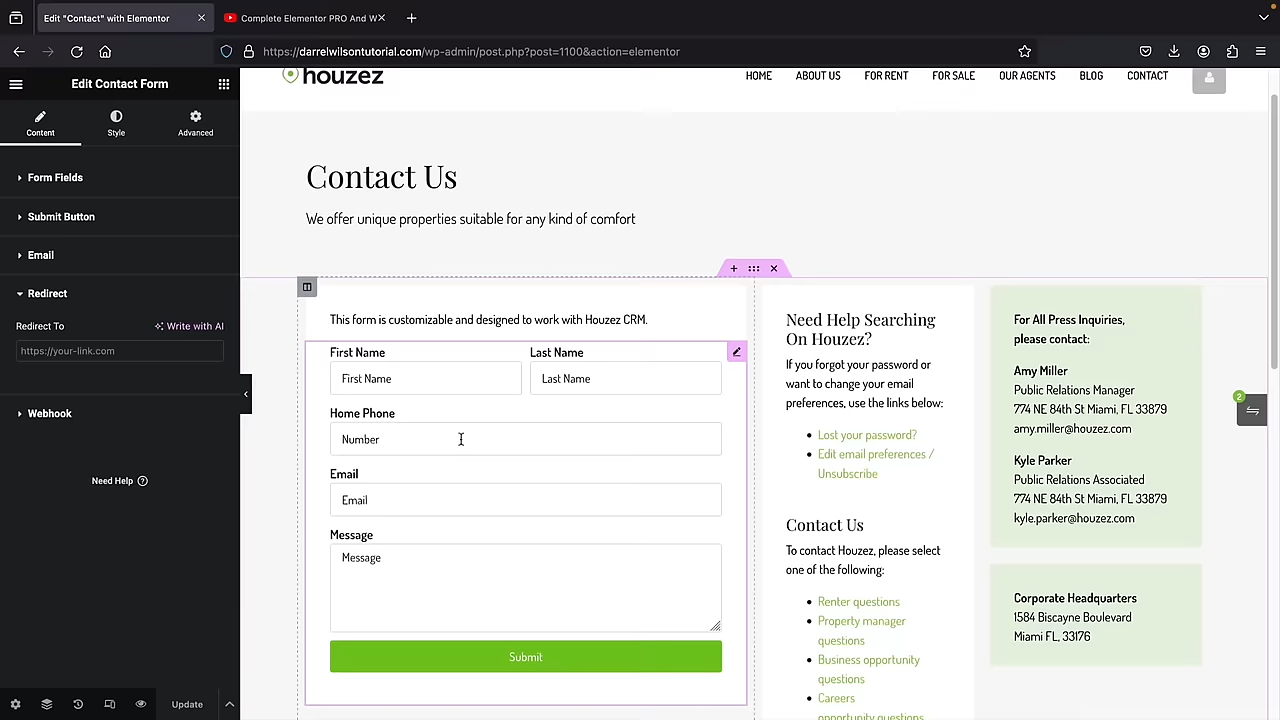 Edit "Contact" with Elementor
Complete Elementor PRO And W
https://darrelwilsontutorial.com/wp-admin/post.php?post=1100&action=elementor
Edit Contact Form
Content
Style
Advanced
Form Fields
Submit Button
Email
Redirect
Redirect To
Write with AI
https://your-link.com
Webhook
Need Help
Update
houzez
HOME
ABOUT US
FOR RENT
FOR SALE
OUR AGENTS
BLOG
CONTACT
Contact Us
We offer unique properties suitable for any kind of comfort
This form is customizable and designed to work with Houzez CRM.
First Name
Last Name
First Name
Last Name
Home Phone
Number
Email
Email
Message
Message
Submit
Need Help Searching
On Houzez?
If you forgot your password or
want to change your email
preferences, use the links below:
Lost your password?
Edit email preferences /
Unsubscribe
Contact Us
To contact Houzez, please select
one of the following:
Renter questions
Property manager
questions
Business opportunity
questions
Careers
opportunity questions
For All Press Inquiries,
please contact:
Amy Miller
Public Relations Manager
774 NE 84th St Miami, FL 33879
amy.miller@houzez.com
Kyle Parker
Public Relations Associated
774 NE 84th St Miami, FL 33879
kyle.parker@houzez.com
Corporate Headquarters
1584 Biscayne Boulevard
Miami FL, 33176
2